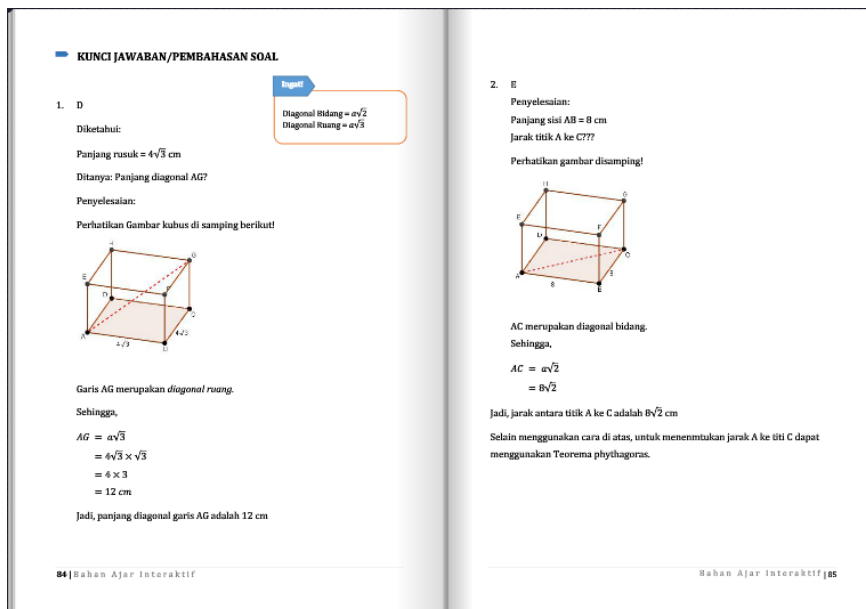 KUNCI JAWABAN/PEMBAHASAN SOAL
Ingat!
Diagonal Bidang = a√2
Diagonal Ruang = a√3
1. D
Diketahui:
Panjang rusuk = 4√3 cm
Ditanya: Panjang diagonal AG?
Penyelesaian:
Perhatikan Gambar kubus di samping berikut!
H
G
E
F
D
C
A
B
4√3
4√3
Garis AG merupakan diagonal ruang.
Sehingga,
AG = a√3
= 4√3 × √3
= 4 × 3
= 12 cm
Jadi, panjang diagonal garis AG adalah 12 cm
84 | Bahan Ajar Interaktif
2. E
Penyelesaian:
Panjang sisi AB = 8 cm
Jarak titik A ke C???
Perhatikan gambar disamping!
H
G
E
F
D
C
A
B
8
8
AC merupakan diagonal bidang.
Sehingga,
AC = a√2
= 8√2
Jadi, jarak antara titik A ke C adalah 8√2 cm
Selain menggunakan cara di atas, untuk menenmtukan jarak A ke titi C dapat
menggunakan Teorema phythagoras.
Bahan Ajar Interaktif | 85